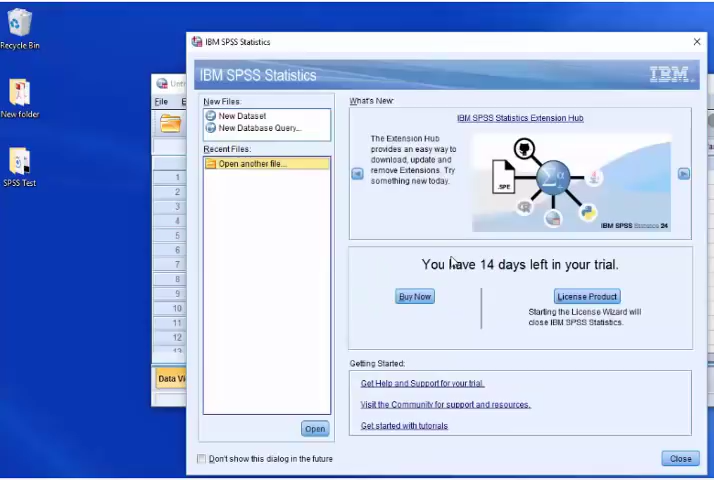 Recycle Bin
New folder
SPSS Test
File
1
2
3
4
5
6
7
8
9
10
11
12
13
Data Vi
IBM SPSS Statistics
IBM SPSS Statistics
IBM.
New Files:
New Dataset
New Database Query...
Recent Files:
Open another file...
Open
What's New:
IBM SPSS Statistics Extension Hub
The Extension Hub
provides an easy way to
download, update and
remove Extensions. Try
something new today.
.SPE
Σα
R
IBM SPSS Statistics 24
You have 14 days left in your trial.
Buy Now
License Product
Starting the License Wizard will
close IBM SPSS Statistics.
Getting Started:
Get Help and Support for your trial.
Visit the Community for support and resources.
Get started with tutorials
Don't show this dialog in the future
Close